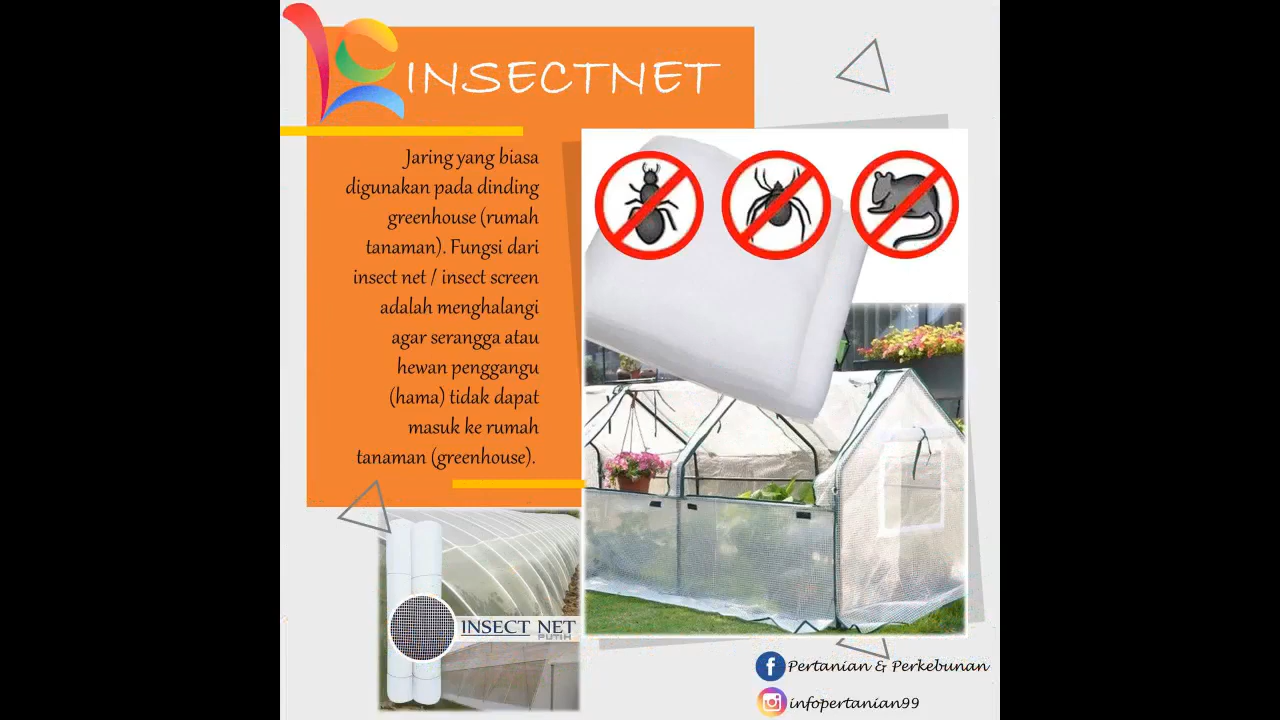 INSECTNET
Jaring yang biasa
digunakan pada dinding
greenhouse (rumah
tanaman). Fungsi dari
insect net / insect screen
adalah menghalangi
agar serangga atau
hewan penggangu
(hama) tidak dapat
masuk ke rumah
tanaman (greenhouse).
INSECT NET
PUTIH
Pertanian & Perkebunan
infopertanian99